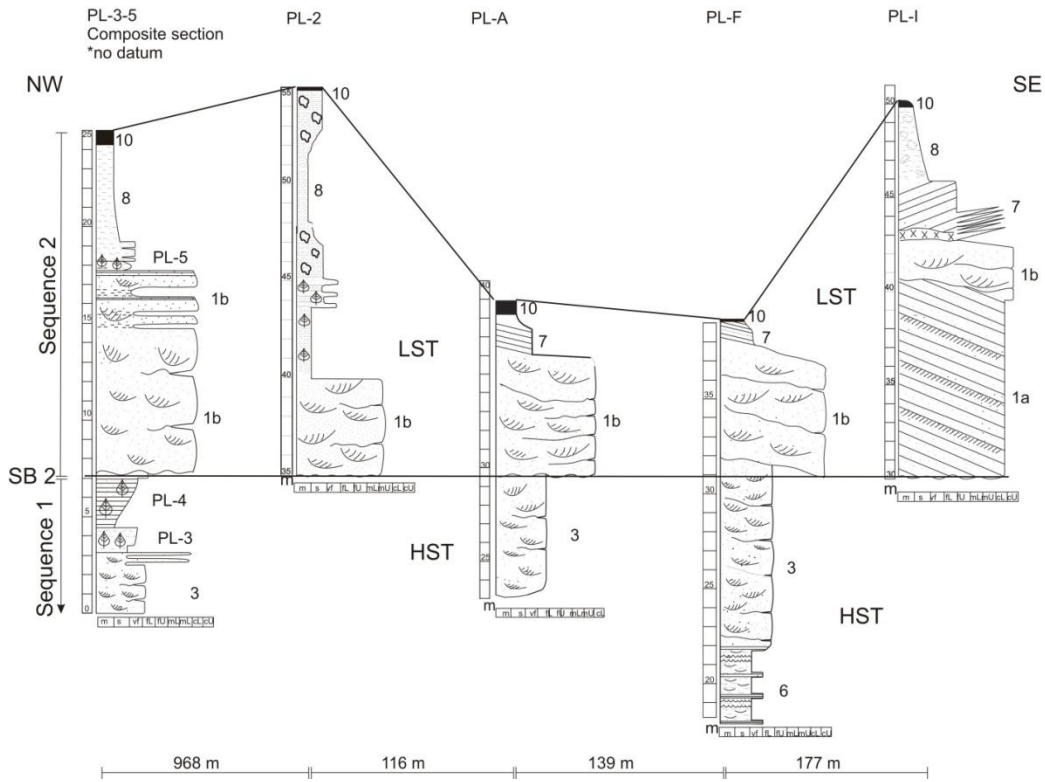 PL-3-5
Composite section
*no datum
PL-2
PL-A
PL-F
PL-I
NW
SE
10
10
10
10
10
8
8
8
7
7
7
PL-5
1b
1b
1b
1b
1b
1b
1a
LST
LST
Sequence 2
SB 2
Sequence 1
PL-4
PL-3
3
3
3
6
HST
HST
25
20
15
10
5
0
55
50
45
40
35
m
40
35
30
25
m
35
30
25
20
m
50
45
40
35
30
m
m s vf fL fU mL mL cL cU
m s vf fL fU mL mU cL cU
m s vf fL fU mL mU cL
m s vf fL fU mL mU cL cU
m s vf fL fU mL mU cL cU
968 m
116 m
139 m
177 m